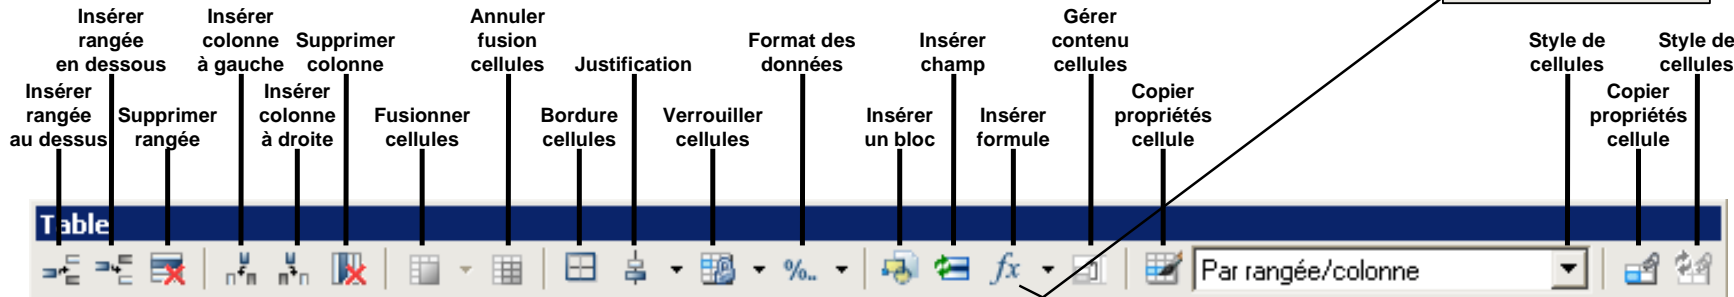 Insérer
rangée
en dessous
Insérer
colonne
à gauche
Supprimer
colonne
Annuler
fusion
cellules
Justification
Format des
données
Insérer
champ
Gérer
contenu
cellules
Style de
cellules
Style de
cellules
Insérer
rangée
au dessus
Supprimer
rangée
Insérer
colonne
à droite
Fusionner
cellules
Bordure
cellules
Verrouiller
cellules
Insérer
un bloc
Insérer
formule
Copier
propriétés
cellule
Copier
propriétés
cellule
Table
%..
fx
Par rangée/colonne